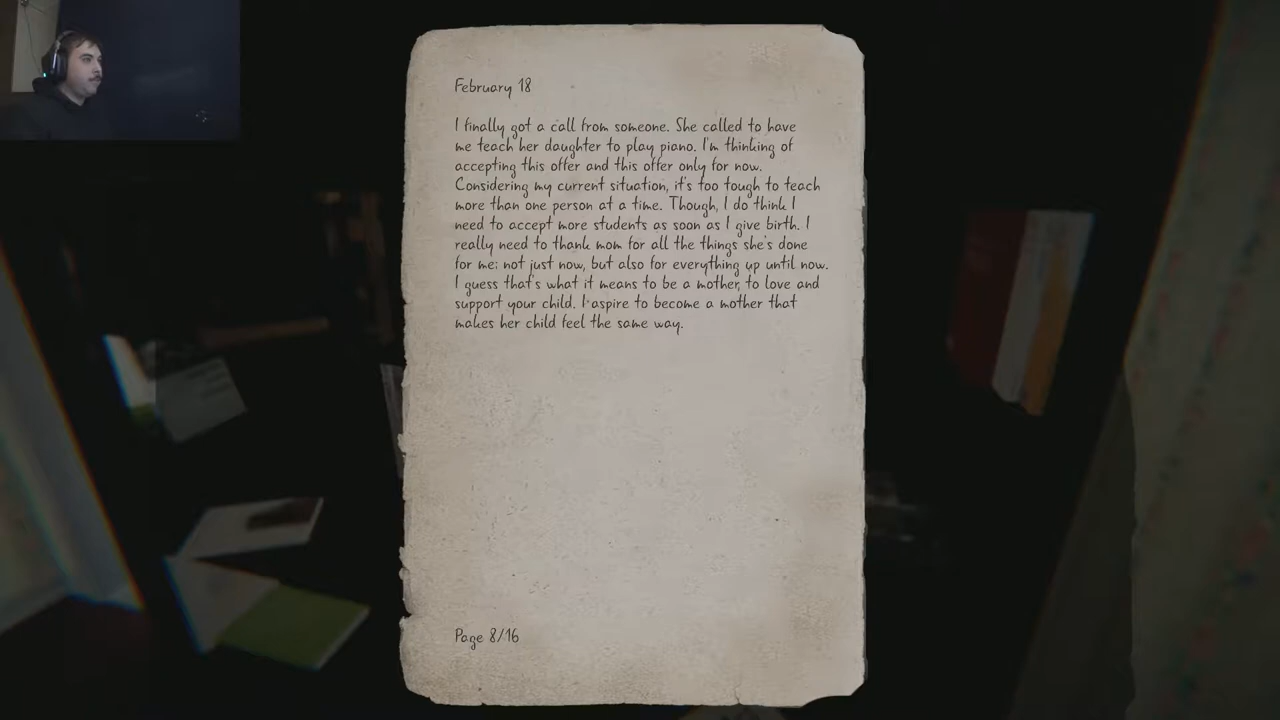 February 18
I finally got a call from someone. She called to have
me teach her daughter to play piano. I'm thinking of
accepting this offer and this offer only for now.
Considering my current situation, it's too tough to teach
more than one person at a time. Though, I do think I
need to accept more students as soon as I give birth. I
really need to thank mom for all the things she's done
for me; not just now, but also for everything up until now.
I guess that's what it means to be a mother, to love and
support your child. I aspire to become a mother that
makes her child feel the same way.
Page 8/16